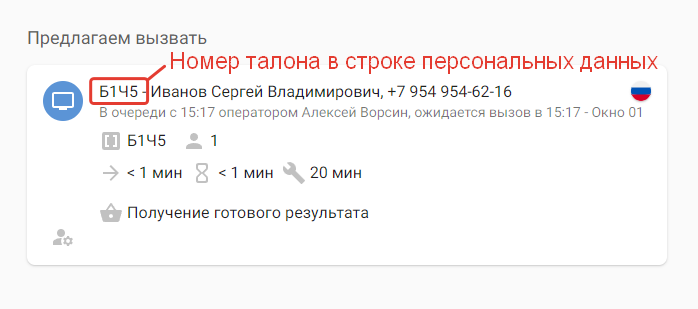 Предлагаем вызвать
Номер талона в строке персональных данных
Б1Ч5 - Иванов Сергей Владимирович, +7 954 954-62-16
В очереди с 15:17 оператором Алексей Ворсин, ожидается вызов в 15:17 - Окно 01
Б1Ч5 1
< 1 мин < 1 мин 20 мин
Получение готового результата